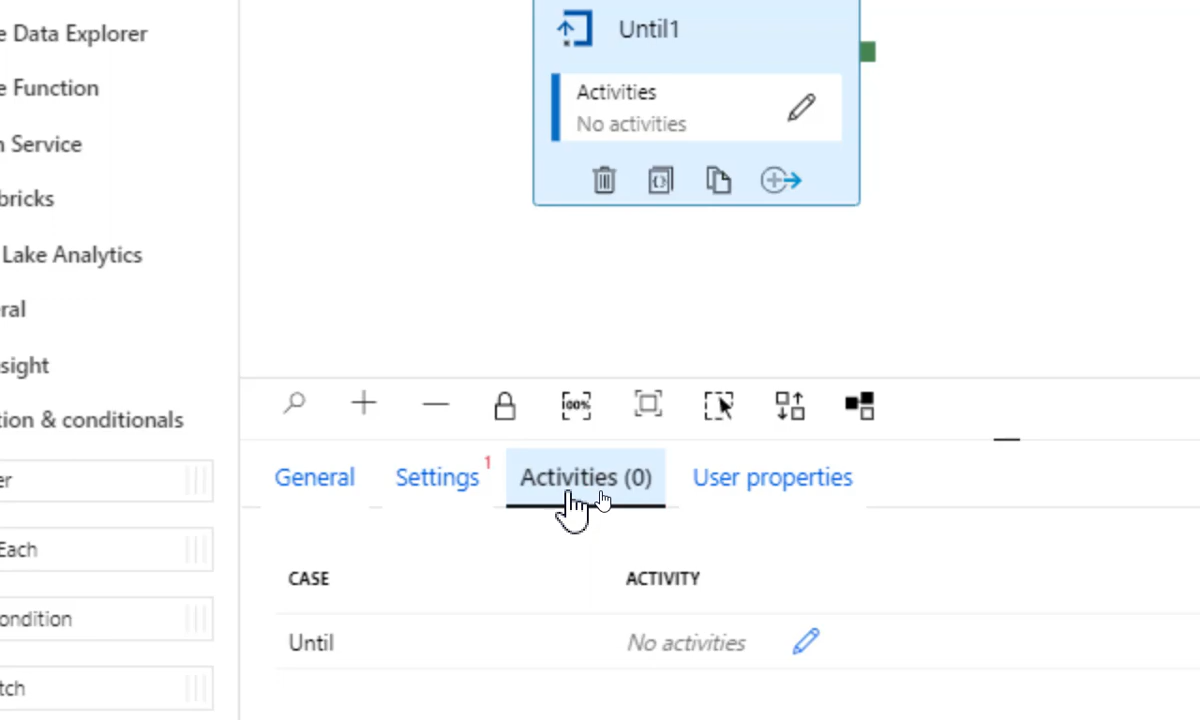 e Data Explorer
e Function
n Service
bricks
Lake Analytics
ral
sight
tion & conditionals
er
Each
ondition
tch
Until1
Activities
No activities
100%
General
Settings 1
Activities (0)
User properties
CASE
ACTIVITY
Until
No activities